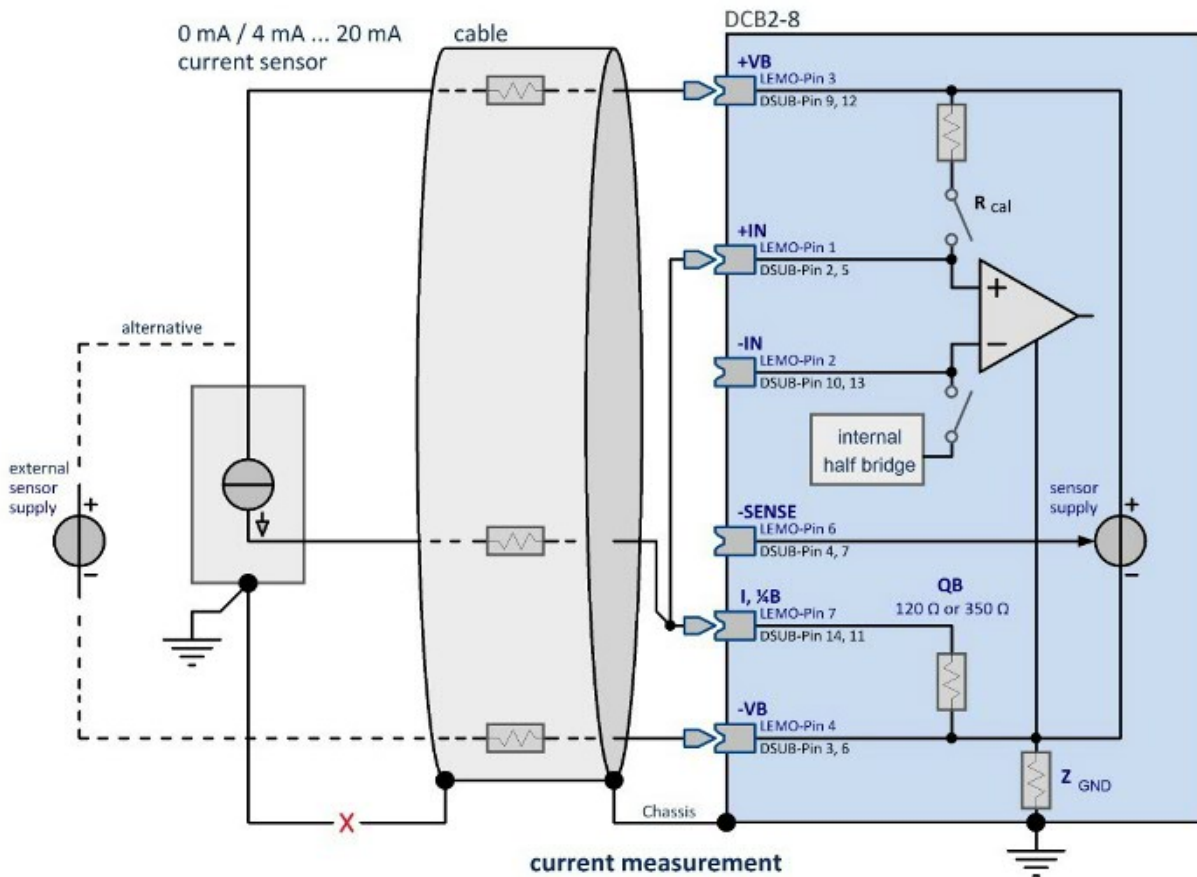 0 mA / 4 mA ... 20 mA
current sensor
cable
DCB2-8
+VB
LEMO-Pin 3
DSUB-Pin 9, 12
R cal
+IN
LEMO-Pin 1
DSUB-Pin 2, 5
+
−
alternative
-IN
LEMO-Pin 2
DSUB-Pin 10, 13
internal
half bridge
external
sensor
supply
+
−
-SENSE
LEMO-Pin 6
DSUB-Pin 4, 7
sensor
supply
+
−
I, ¼B
LEMO-Pin 7
DSUB-Pin 14, 11
QB
120 Ω or 350 Ω
-VB
LEMO-Pin 4
DSUB-Pin 3, 6
Z GND
X
Chassis
current measurement